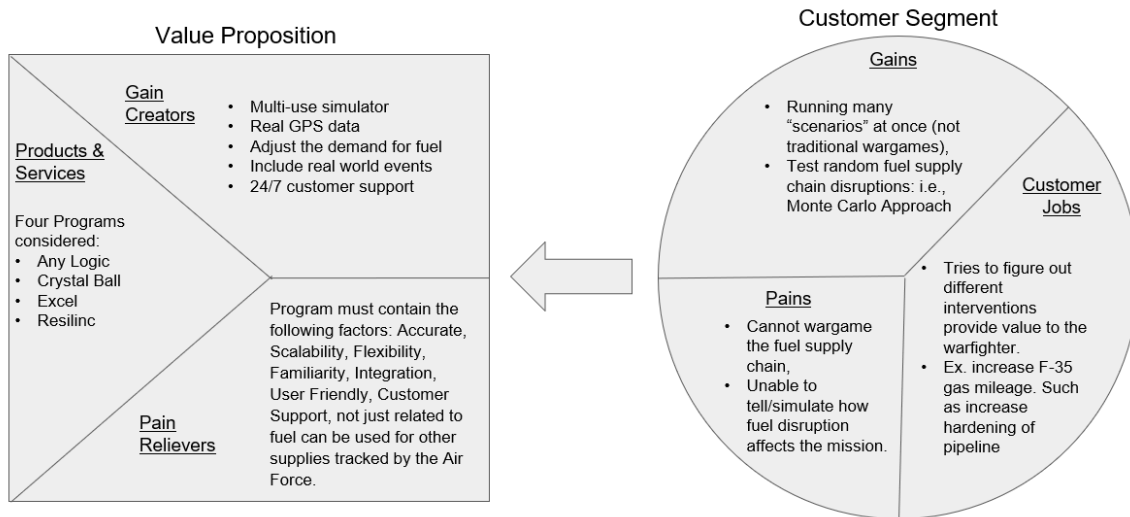 Value Proposition
Gain
Creators
• Multi-use simulator
• Real GPS data
• Adjust the demand for fuel
• Include real world events
• 24/7 customer support
Products &
Services
Four Programs
considered:
• Any Logic
• Crystal Ball
• Excel
• Resilinc
Program must contain the
following factors: Accurate,
Scalability, Flexibility,
Familiarity, Integration,
User Friendly, Customer
Support, not just related to
fuel can be used for other
supplies tracked by the Air
Force.
Pain
Relievers
Customer Segment
Gains
• Running many
“scenarios” at once (not
traditional wargames),
• Test random fuel supply
chain disruptions: i.e.,
Monte Carlo Approach
Customer
Jobs
• Tries to figure out
different
interventions
provide value to the
warfighter.
• Ex. increase F-35
gas mileage. Such
as increase
hardening of
pipeline
Pains
• Cannot wargame
the fuel supply
chain,
• Unable to
tell/simulate how
fuel disruption
affects the mission.